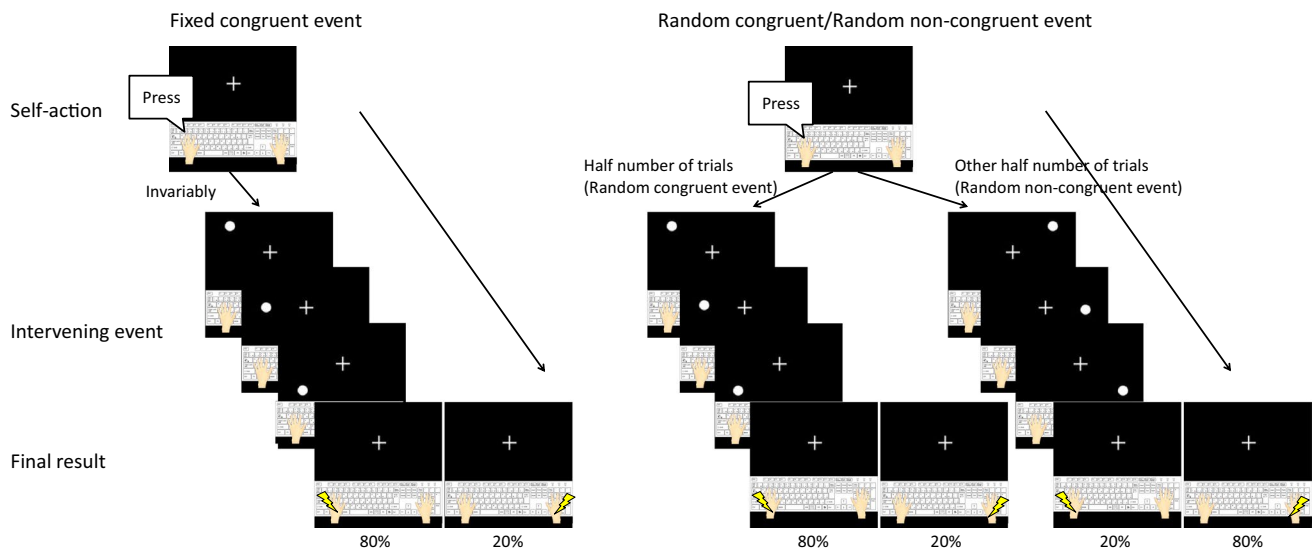 Fixed congruent event
Random congruent/Random non-congruent event
Self-action
Press
Press
Invariably
Half number of trials
(Random congruent event)
Other half number of trials
(Random non-congruent event)
Intervening event
Final result
80%
20%
80%
20%
20%
80%